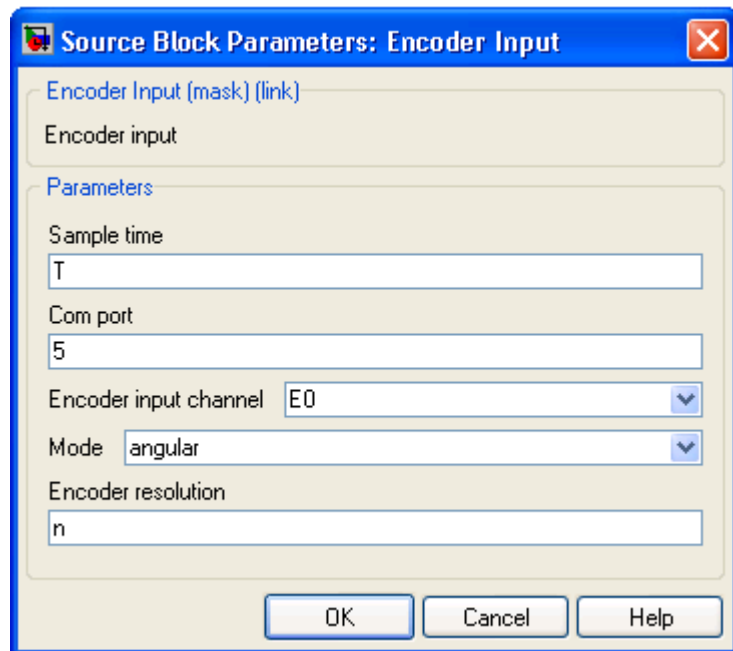 Source Block Parameters: Encoder Input
Encoder Input (mask) (link)
Encoder input
Parameters
Sample time
T
Com port
5
Encoder input channel E0
Mode angular
Encoder resolution
n
OK Cancel Help